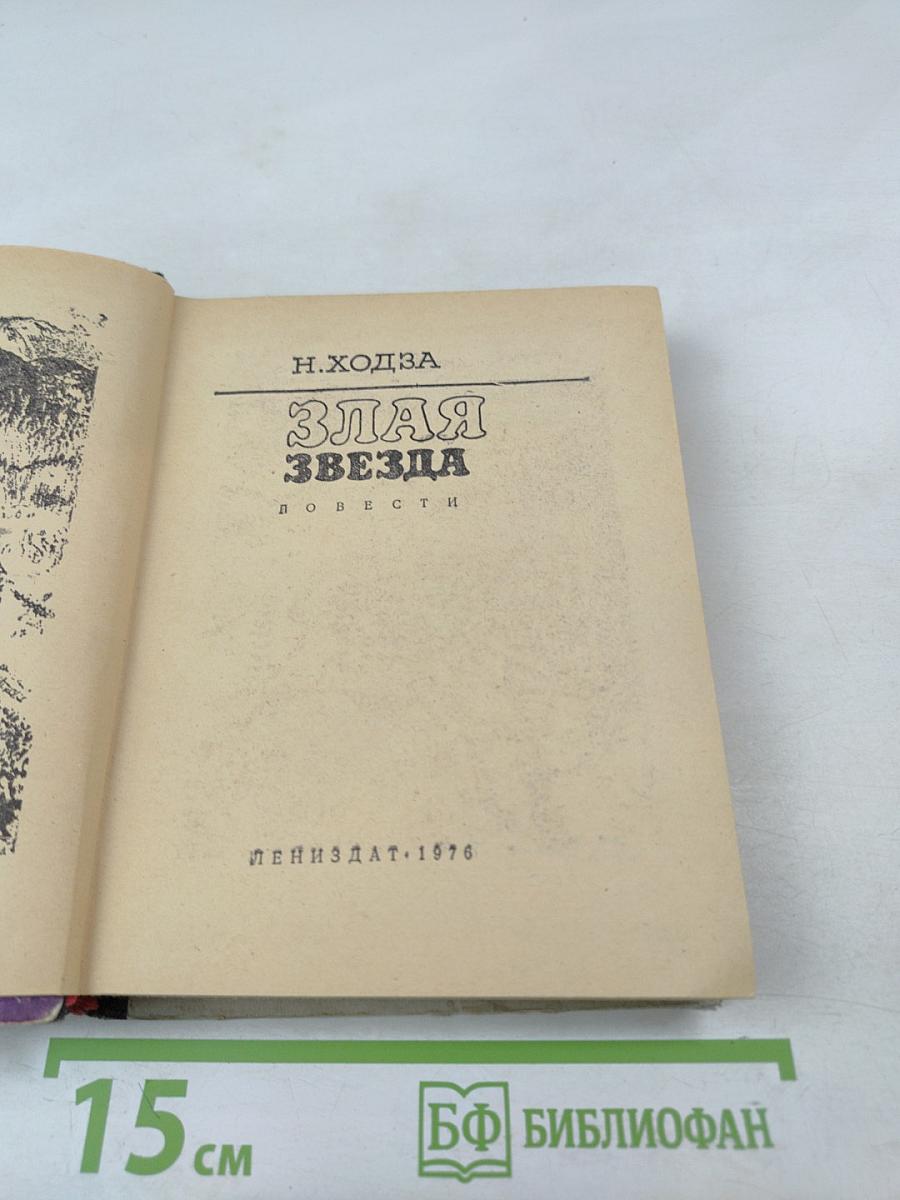 Н. ХОДЗА
ЗЛАЯ
ЗВЕЗДА
ПОВЕСТИ
ЛЕНИЗДАТ · 1976
15 см
БФ БИБЛИОФАН